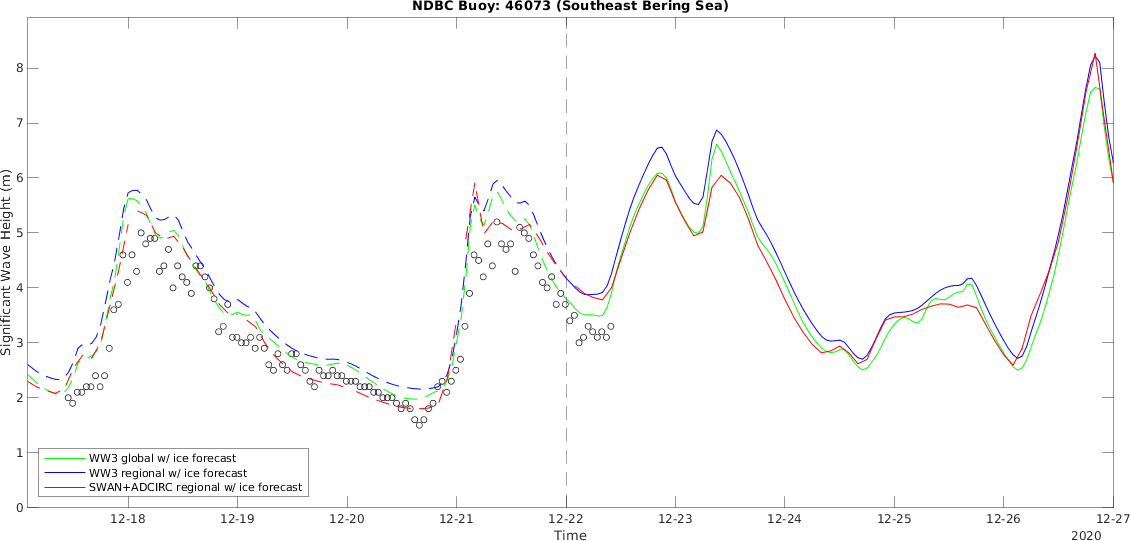 NDBC Buoy: 46073 (Southeast Bering Sea)
Significant Wave Height (m)
8
7
6
5
4
3
2
1
0
WW3 global w/ ice forecast
WW3 regional w/ ice forecast
SWAN+ADCIRC regional w/ ice forecast
12-18 12-19 12-20 12-21 12-22 12-23 12-24 12-25 12-26 12-27
Time
2020